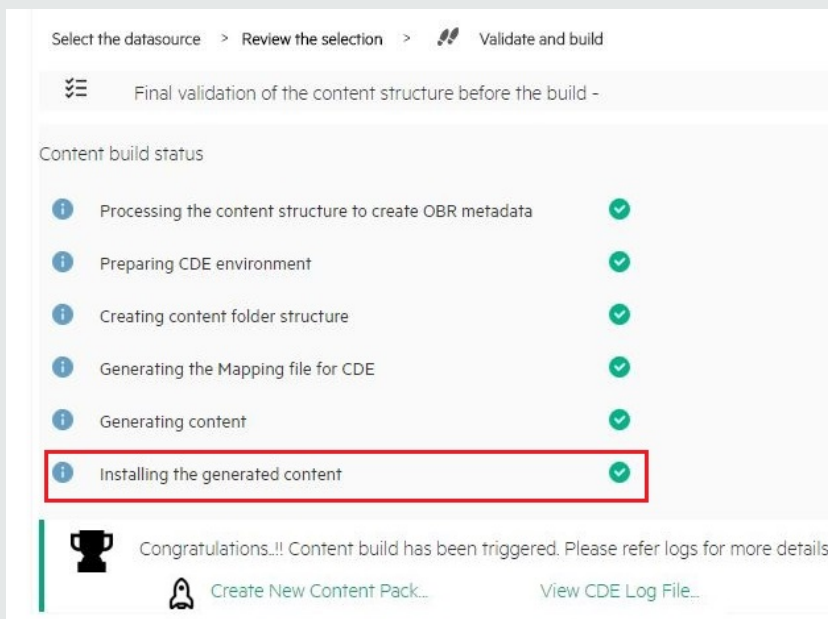 Select the datasource > Review the selection > Validate and build
Final validation of the content structure before the build -
Content build status
Processing the content structure to create OBR metadata
Preparing CDE environment
Creating content folder structure
Generating the Mapping file for CDE
Generating content
Installing the generated content
Congratulations..!! Content build has been triggered. Please refer logs for more details
Create New Content Pack... View CDE Log File...